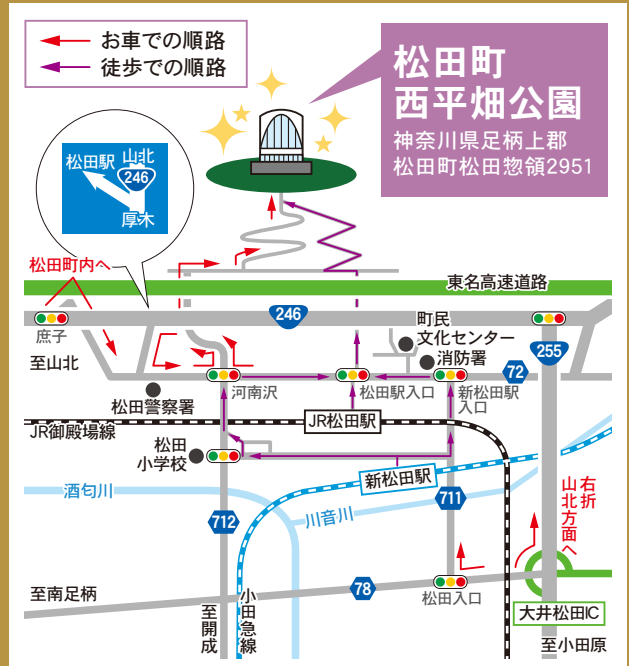 お車での順路
徒歩での順路
松田町
西平畑公園
神奈川県足柄上郡
松田町松田惣領2951
松田駅
山北
246
厚木
松田町内へ
東名高速道路
246
庶子
町民
文化センター
消防署
255
至山北
72
河南沢
松田駅入口
新松田駅
入口
松田警察署
JR御殿場線
JR松田駅
松田
小学校
新松田駅
酒匂川
川音川
712
711
右折
山北方面へ
至南足柄
78
松田入口
大井松田IC
至開成
小田急線
至小田原